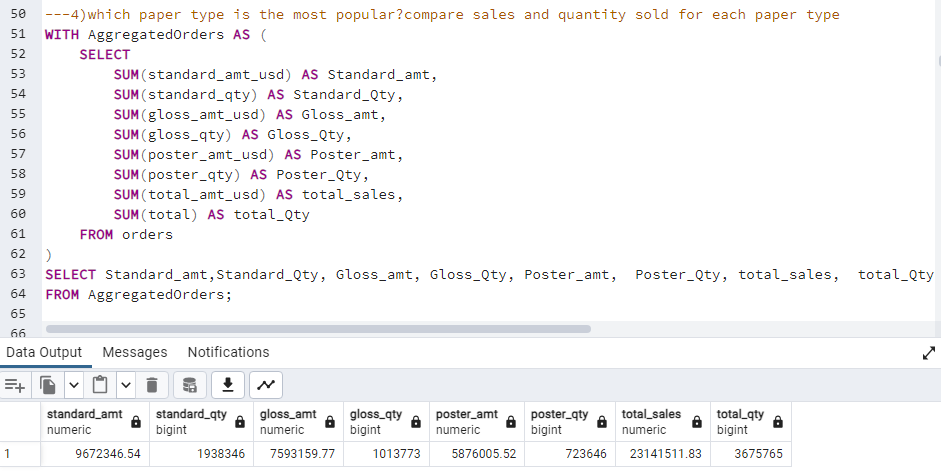 50 ---4)which paper type is the most popular?compare sales and quantity sold for each paper type
51 WITH AggregatedOrders AS (
52 SELECT
53 SUM(standard_amt_usd) AS Standard_amt,
54 SUM(standard_qty) AS Standard_Qty,
55 SUM(gloss_amt_usd) AS Gloss_amt,
56 SUM(gloss_qty) AS Gloss_Qty,
57 SUM(poster_amt_usd) AS Poster_amt,
58 SUM(poster_qty) AS Poster_Qty,
59 SUM(total_amt_usd) AS total_sales,
60 SUM(total) AS total_Qty
61 FROM orders
62 )
63 SELECT Standard_amt,Standard_Qty, Gloss_amt, Gloss_Qty, Poster_amt,  Poster_Qty, total_sales,  total_Qty
64 FROM AggregatedOrders;
65
66
Data Output Messages Notifications
standard_amt standard_qty gloss_amt gloss_qty poster_amt poster_qty total_sales total_qty
numeric bigint numeric bigint numeric bigint numeric bigint
1 9672346.54 1938346 7593159.77 1013773 5876005.52 723646 23141511.83 3675765